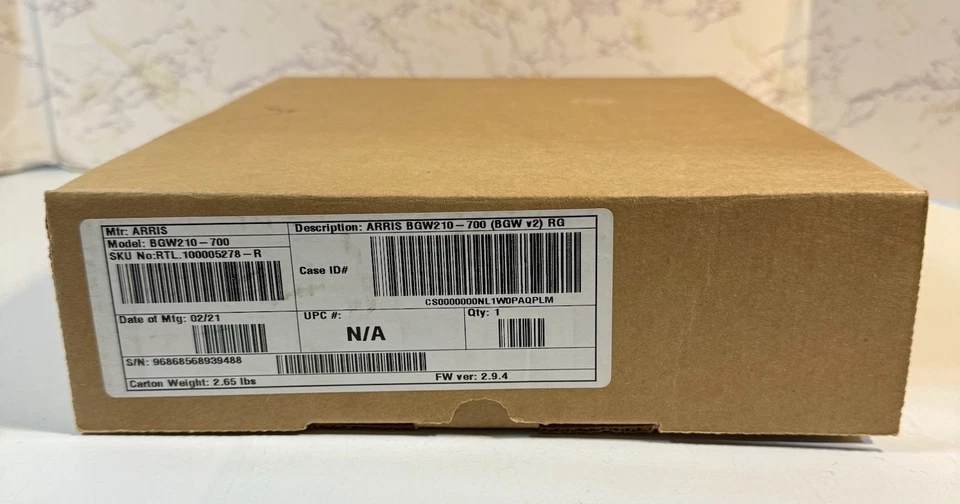 Mfr: ARRIS
Model: BGW210-700
SKU No:RTL.100005278-R
Description: ARRIS BGW210-700 (BGW v2) RG
Case ID#
CS0000000NL1W0PAQPLM
Date of Mfg: 02/21
UPC #:
N/A
Qty: 1
S/N: 96868568939488
Carton Weight: 2.65 lbs
FW ver: 2.9.4